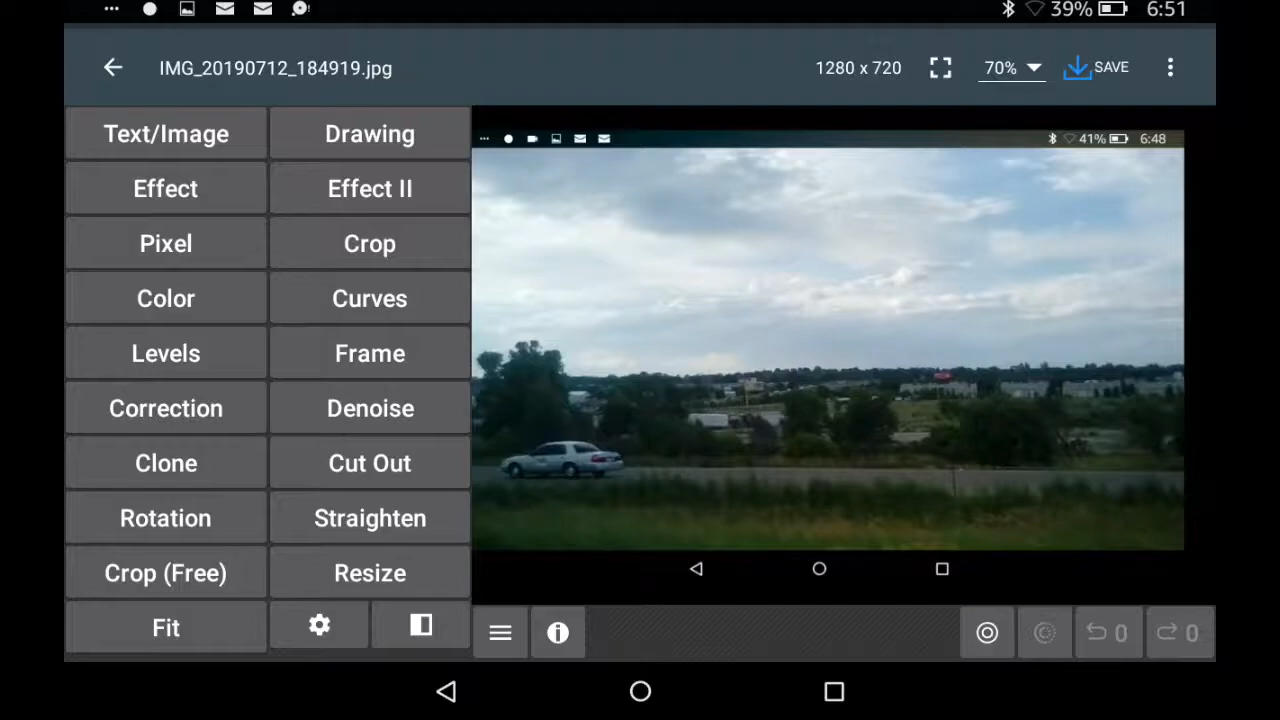 39% 6:51
IMG_20190712_184919.jpg 1280 x 720 70% SAVE
41% 6:48
Text/Image Drawing
Effect Effect II
Pixel Crop
Color Curves
Levels Frame
Correction Denoise
Clone Cut Out
Rotation Straighten
Crop (Free) Resize
Fit
0 0